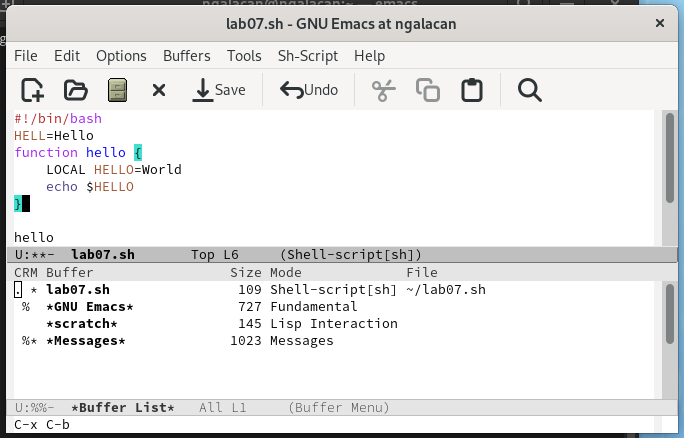 ngalacan@ngalacan:~ — emacs
lab07.sh - GNU Emacs at ngalacan
File Edit Options Buffers Tools Sh-Script Help
Save Undo
#!/bin/bash
HELL=Hello
function hello {
    LOCAL HELLO=World
    echo $HELLO
}
hello
U:**-  lab07.sh       Top L6     (Shell-script[sh])
CRM Buffer                 Size Mode             File
. * lab07.sh                109 Shell-script[sh] ~/lab07.sh
 %  *GNU Emacs*             727 Fundamental
    *scratch*               145 Lisp Interaction
 %* *Messages*             1023 Messages
U:%%-  *Buffer List*   All L1     (Buffer Menu)
C-x C-b